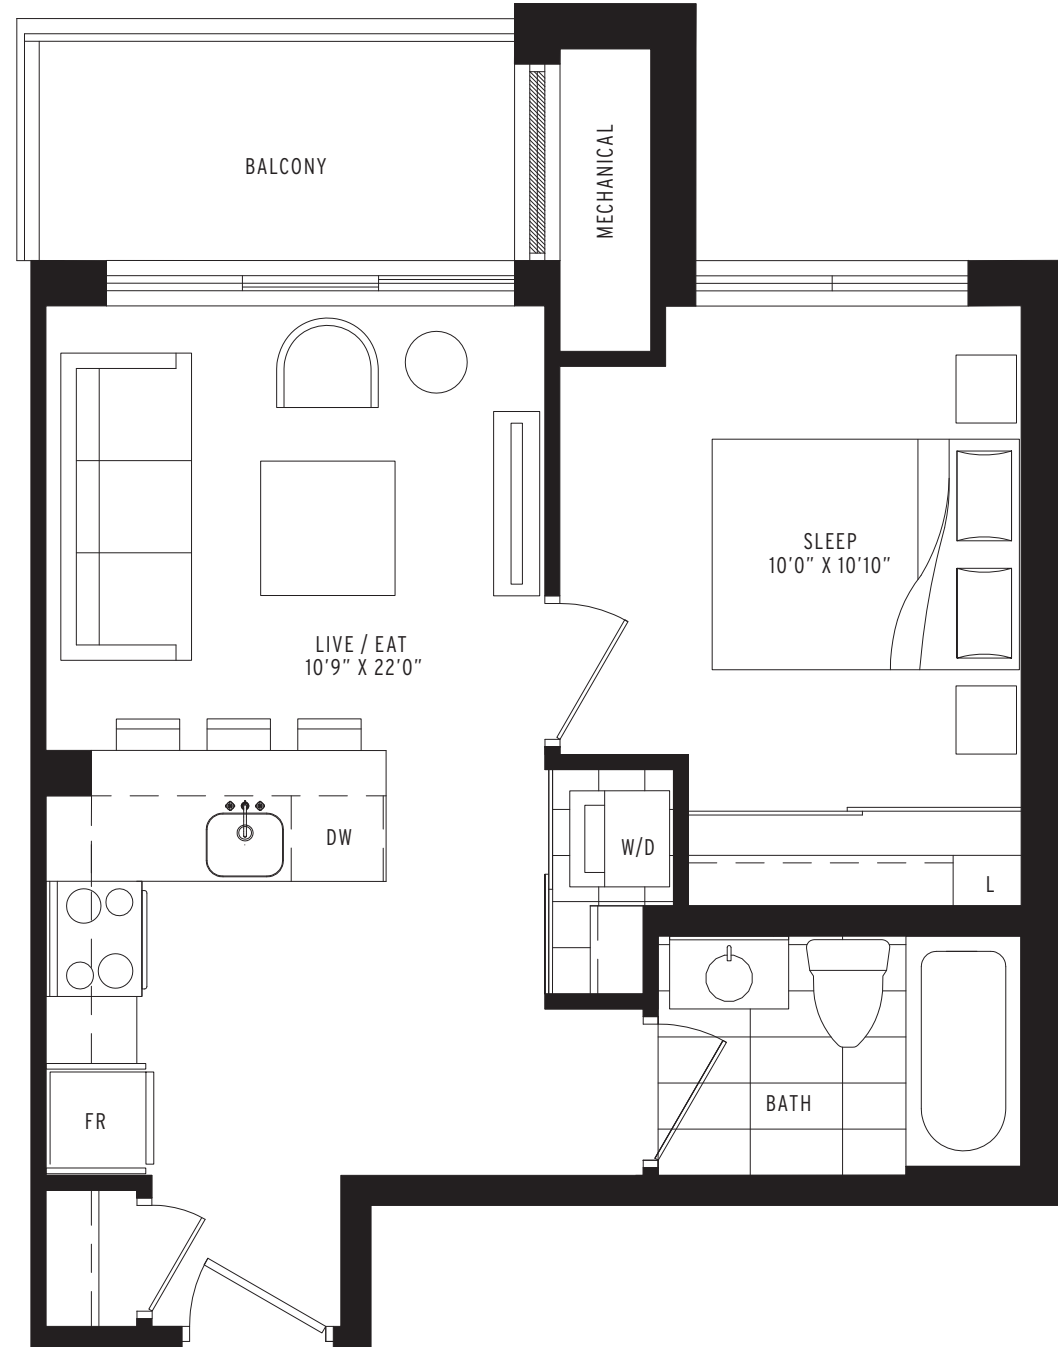 BALCONY
MECHANICAL
SLEEP
10'0" X 10'10"
LIVE / EAT
10'9" X 22'0"
DW
W/D
L
FR
BATH